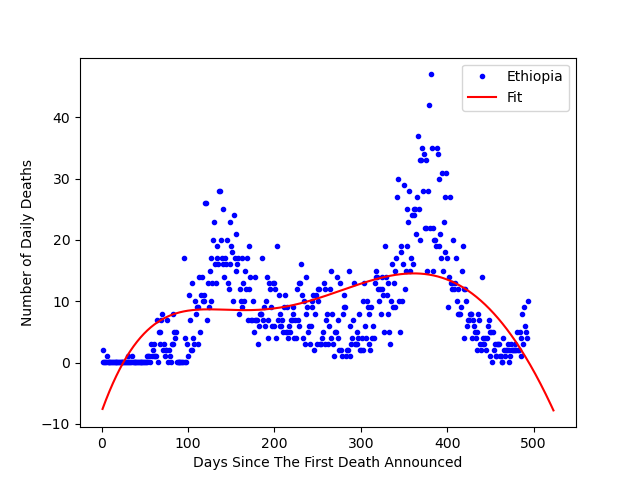 Ethiopia
Fit
Number of Daily Deaths
40
30
20
10
0
−10
0 100 200 300 400 500
Days Since The First Death Announced